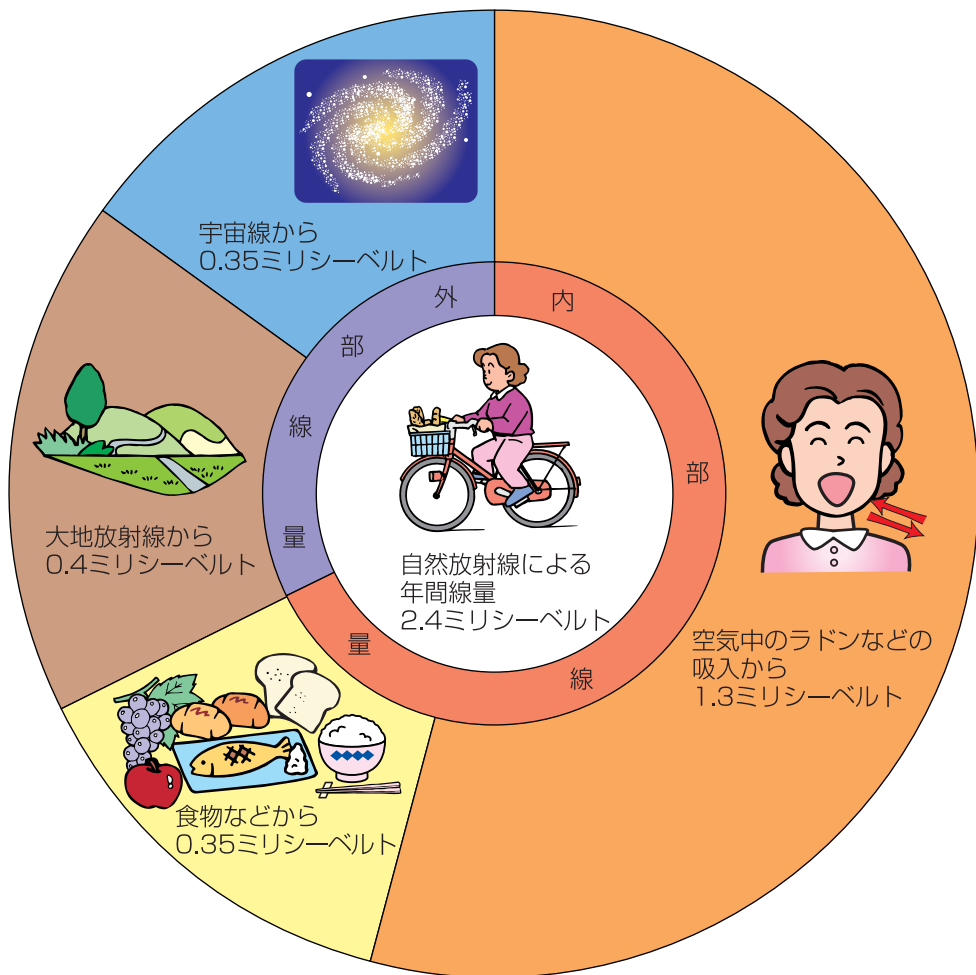 宇宙線から
0.35ミリシーベルト
外部線量
内部線量
大地放射線から
0.4ミリシーベルト
自然放射線による
年間線量
2.4ミリシーベルト
空気中のラドンなどの
吸入から
1.3ミリシーベルト
食物などから
0.35ミリシーベルト